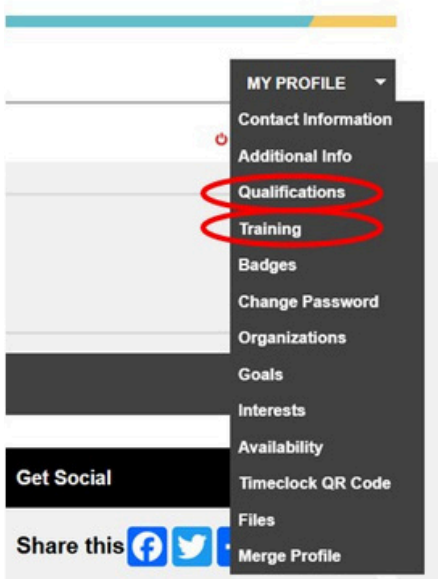 MY PROFILE
Contact Information
Additional Info
Qualifications
Training
Badges
Change Password
Organizations
Goals
Interests
Availability
Get Social
Timeclock QR Code
Files
Share this
Merge Profile